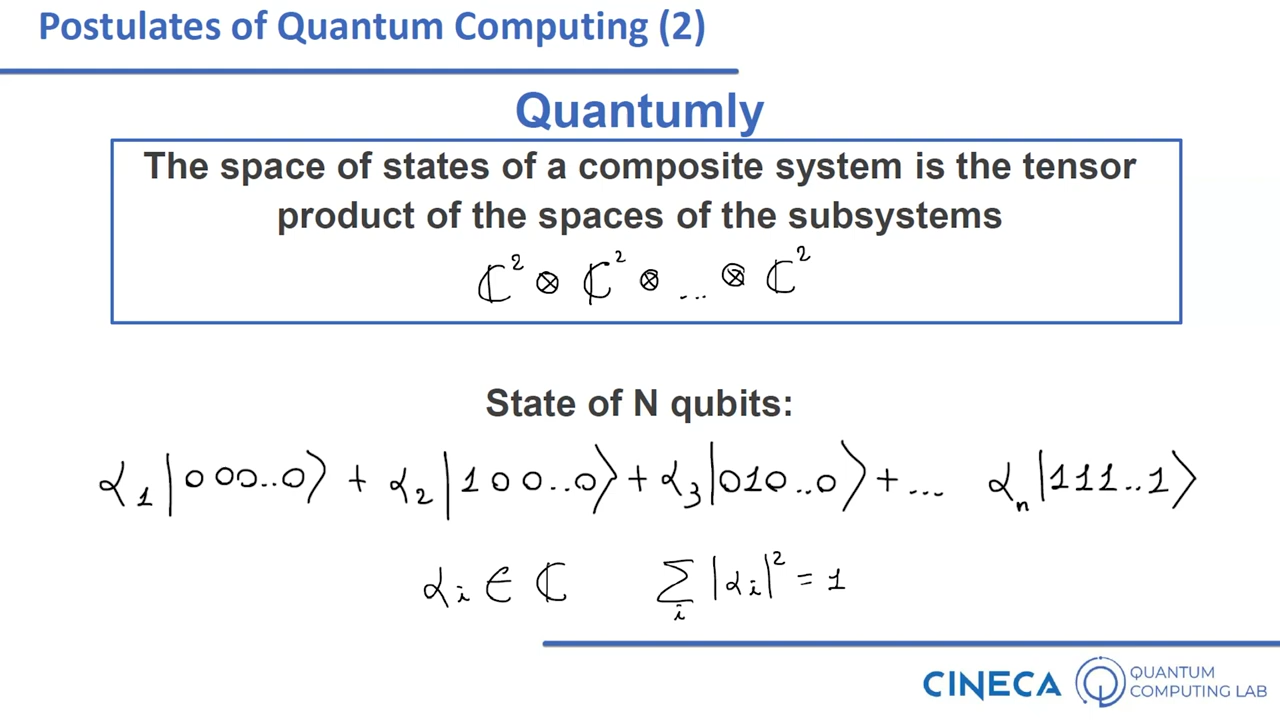 Postulates of Quantum Computing (2)
Quantumly
The space of states of a composite system is the tensor
product of the spaces of the subsystems
ℂ² ⊗ ℂ² ⊗ ... ⊗ ℂ²
State of N qubits:
α₁|000..0⟩ + α₂|100..0⟩ + α₃|010..0⟩ + ... αₙ|111..1⟩
αᵢ ∈ ℂ   ∑ᵢ |αᵢ|² = 1
CINECA
QUANTUM
COMPUTING LAB